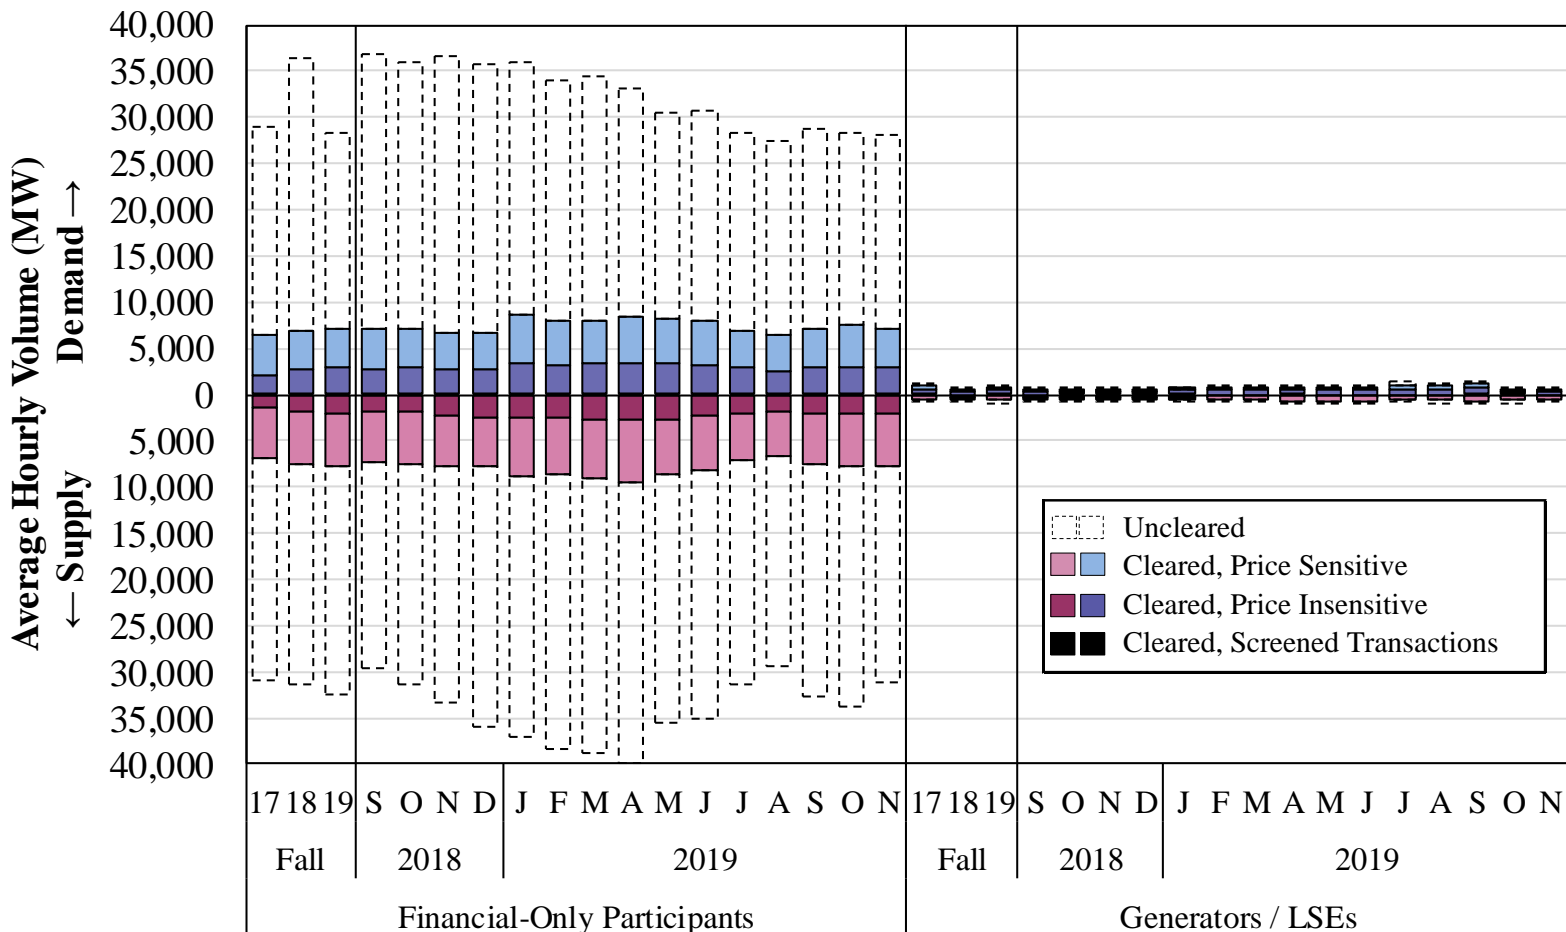 Average Hourly Volume (MW)
← Supply          Demand →
40,000
35,000
30,000
25,000
20,000
15,000
10,000
5,000
0
5,000
10,000
15,000
20,000
25,000
30,000
35,000
40,000
Uncleared
Cleared, Price Sensitive
Cleared, Price Insensitive
Cleared, Screened Transactions
17 18 19 S O N D J F M A M J J A S O N 17 18 19 S O N D J F M A M J J A S O N
Fall 2018 2019 Fall 2018 2019
Financial-Only Participants Generators / LSEs